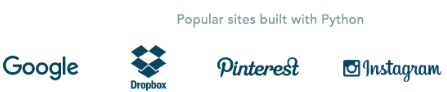 Popular sites built with Python
Google
Dropbox
Pinterest
Instagram